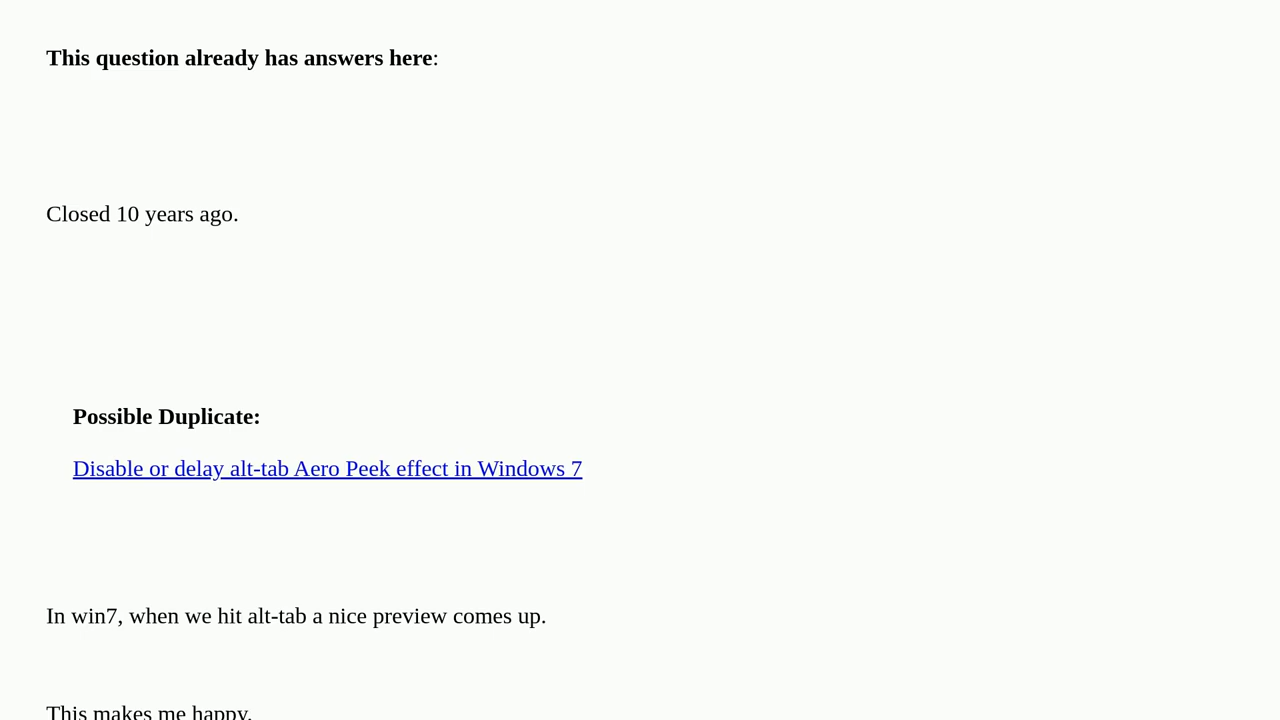 This question already has answers here:
Closed 10 years ago.
Possible Duplicate:
Disable or delay alt-tab Aero Peek effect in Windows 7
In win7, when we hit alt-tab a nice preview comes up.
This makes me happy.